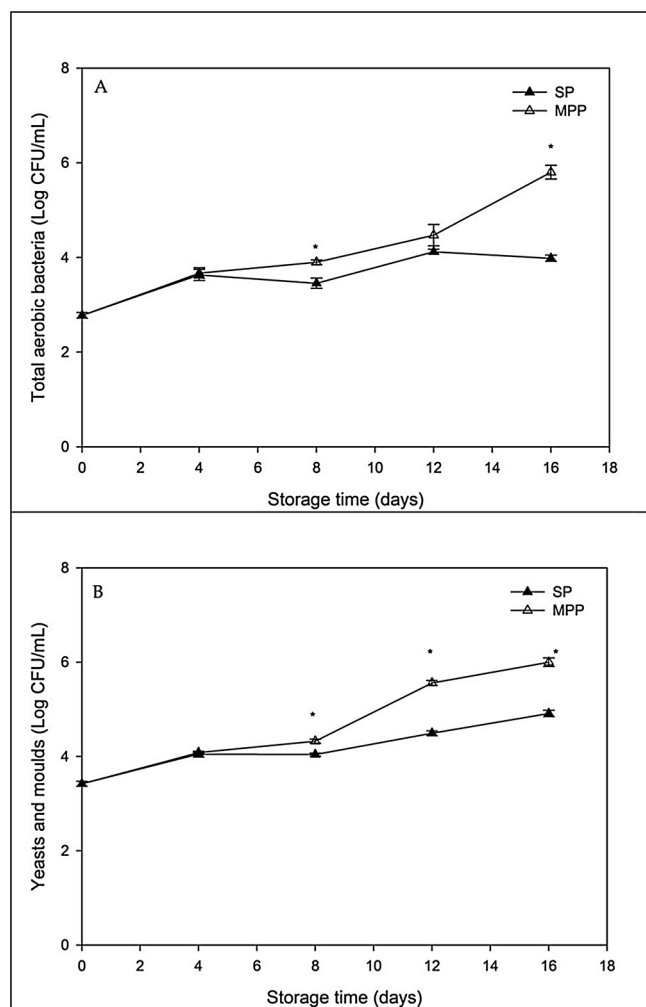 A
SP
MPP
*
*
8
6
4
2
0
Total aerobic bacteria (Log CFU/mL)
0 2 4 6 8 10 12 14 16 18
Storage time (days)
B
SP
MPP
*
*
*
8
6
4
2
0
Yeasts and moulds (Log CFU/mL)
0 2 4 6 8 10 12 14 16 18
Storage time (days)